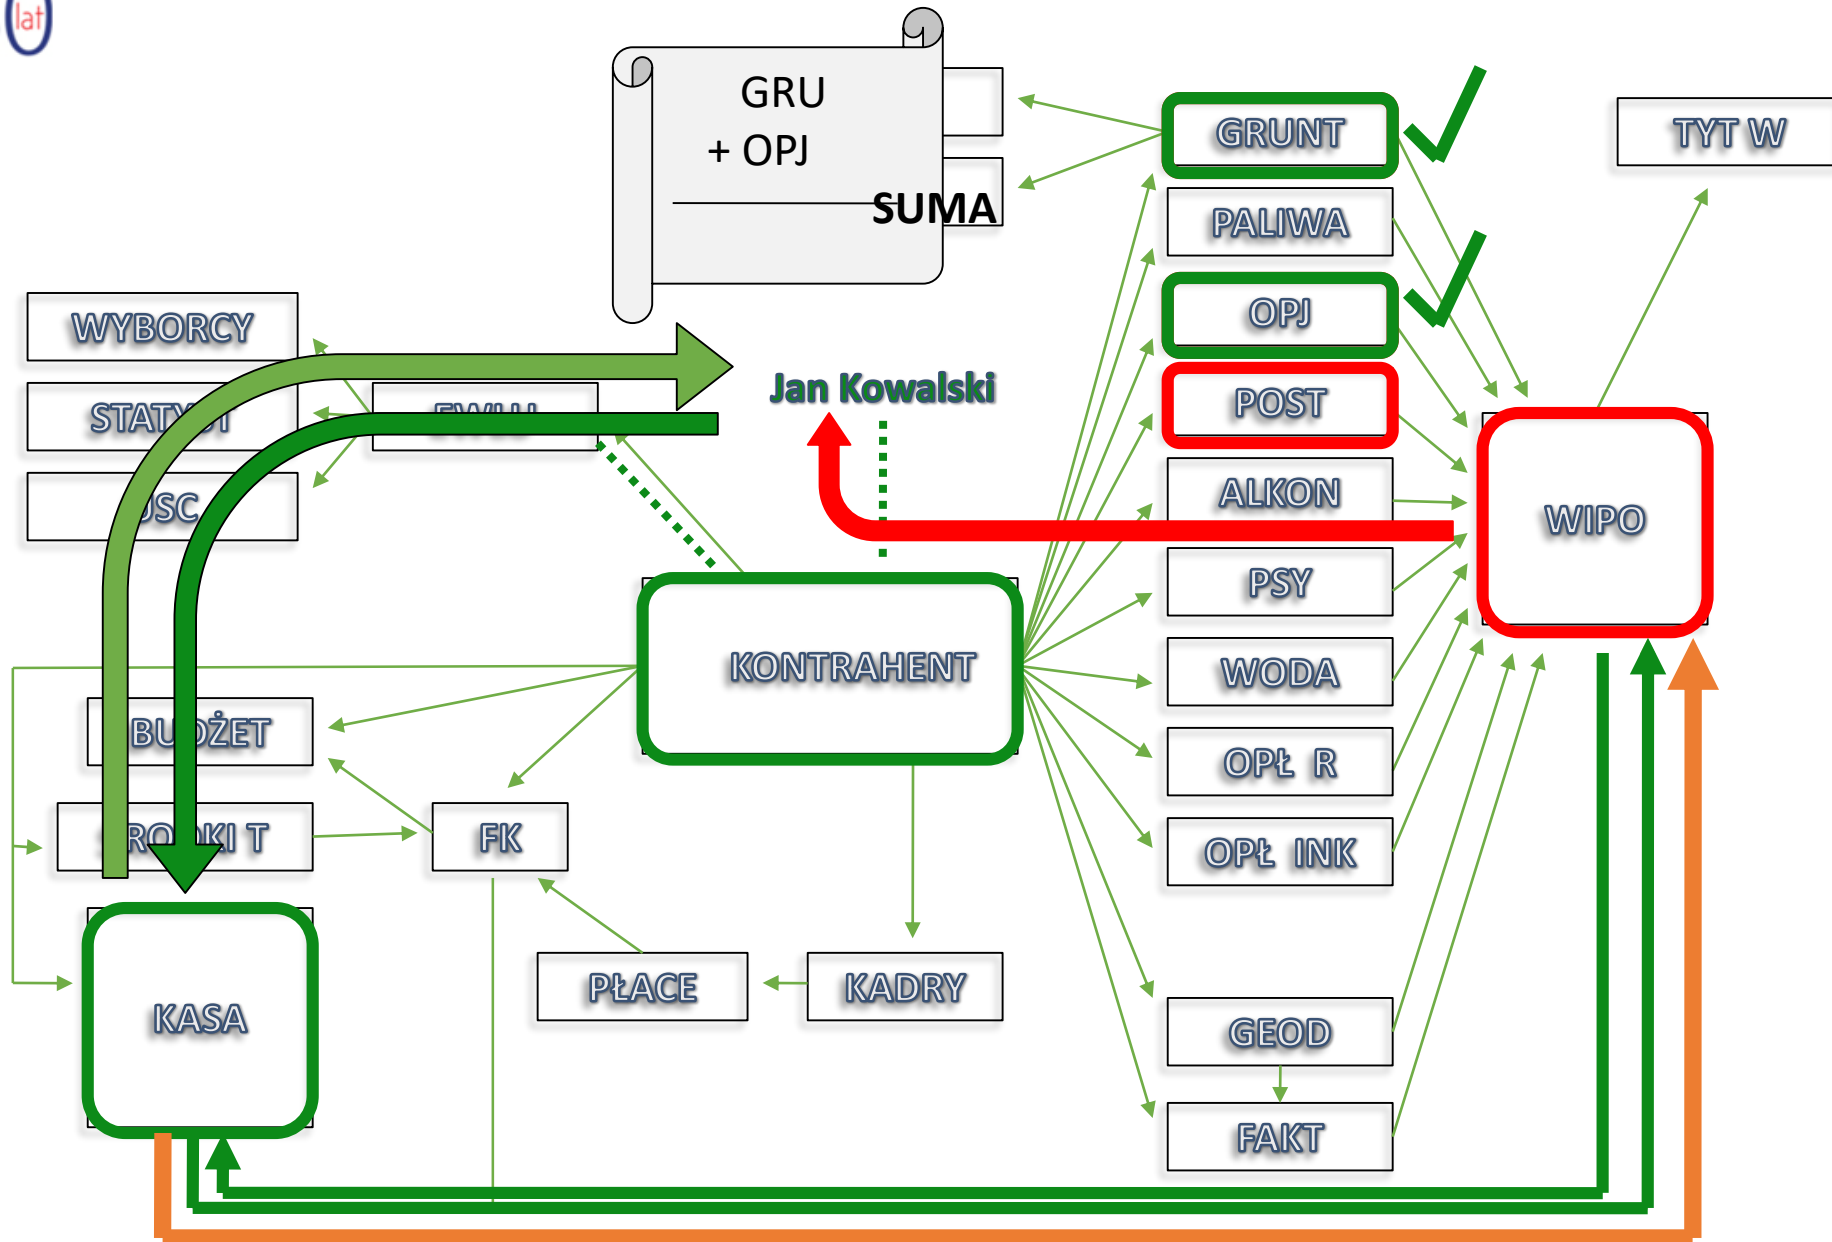 lat
GRU
+ OPJ
SUMA
GRUNT
TYT W
PALIWA
OPJ
WYBORCY
Jan Kowalski
POST
ALKON
WIPO
PSY
KONTRAHENT
WODA
BUDŻET
OPŁ R
FK
OPŁ INK
PŁACE
KADRY
KASA
GEOD
FAKT